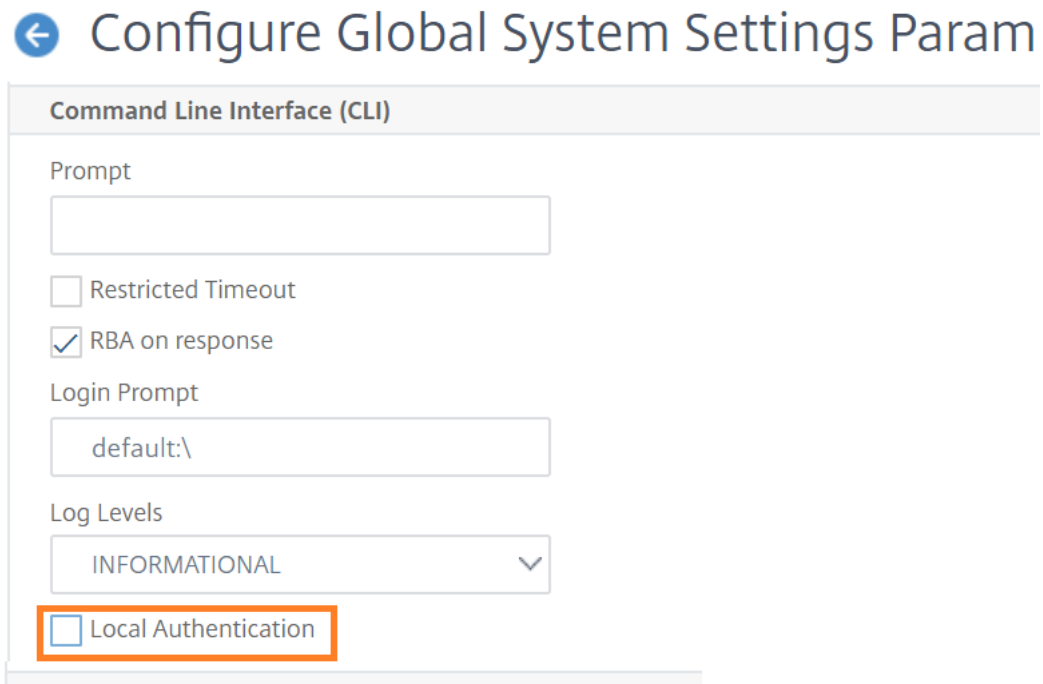 Configure Global System Settings Param
Command Line Interface (CLI)
Prompt
Restricted Timeout
RBA on response
Login Prompt
default:\
Log Levels
INFORMATIONAL
Local Authentication